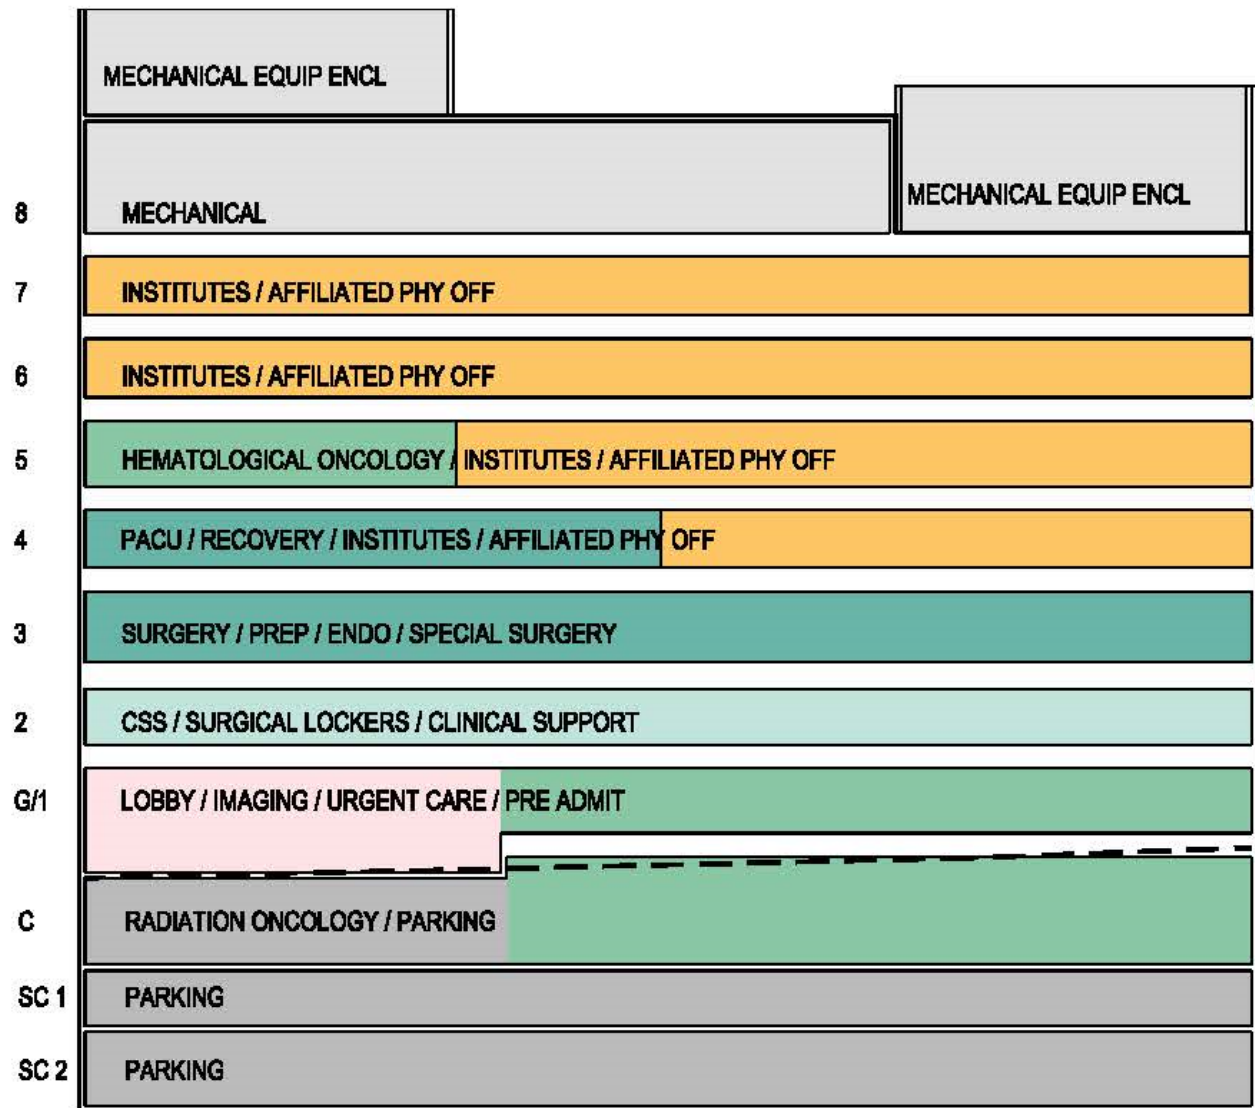 MECHANICAL EQUIP ENCL
MECHANICAL EQUIP ENCL
8 MECHANICAL
7 INSTITUTES / AFFILIATED PHY OFF
6 INSTITUTES / AFFILIATED PHY OFF
5 HEMATOLOGICAL ONCOLOGY / INSTITUTES / AFFILIATED PHY OFF
4 PACU / RECOVERY / INSTITUTES / AFFILIATED PHY OFF
3 SURGERY / PREP / ENDO / SPECIAL SURGERY
2 CSS / SURGICAL LOCKERS / CLINICAL SUPPORT
G/1 LOBBY / IMAGING / URGENT CARE / PRE ADMIT
C RADIATION ONCOLOGY / PARKING
SC 1 PARKING
SC 2 PARKING